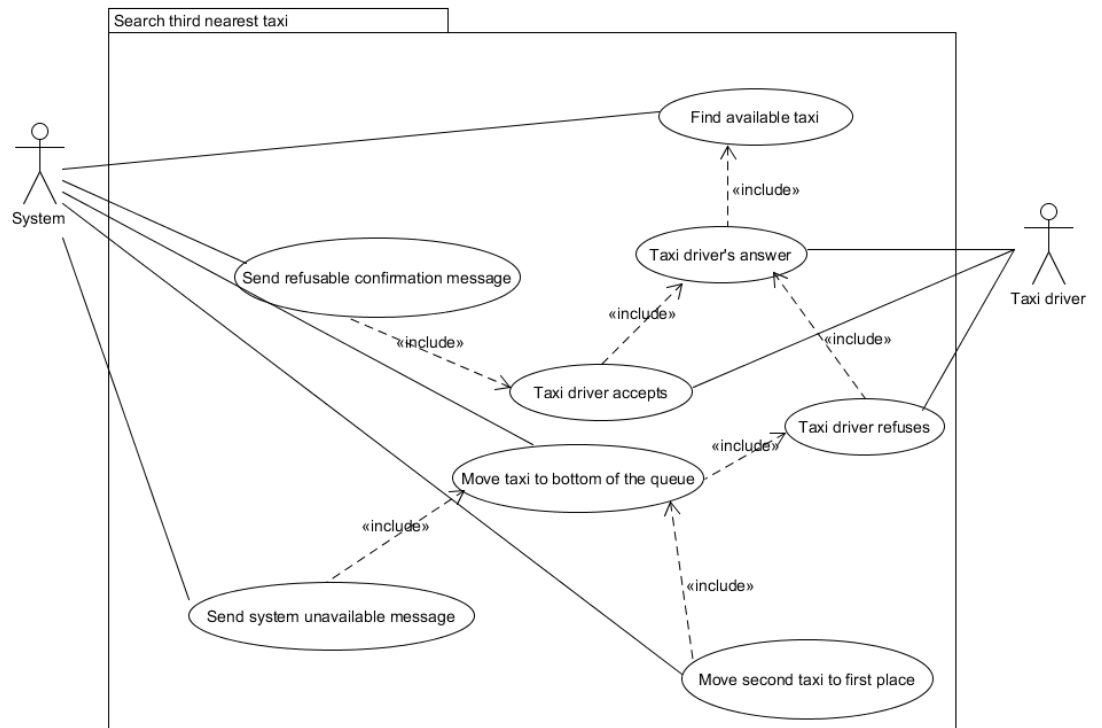 Search third nearest taxi
Find available taxi
«include»
System
Taxi driver's answer
Send refusable confirmation message
Taxi driver
«include»
«include»
«include»
Taxi driver accepts
Taxi driver refuses
«include»
Move taxi to bottom of the queue
«include»
«include»
Send system unavailable message
Move second taxi to first place